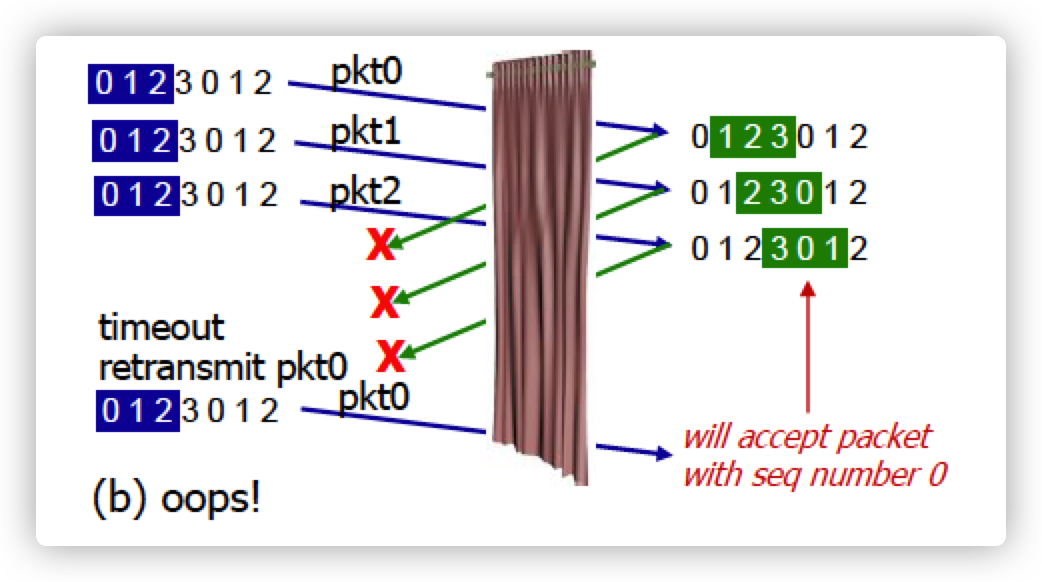 0 1 2 3 0 1 2
pkt0
0 1 2 3 0 1 2
0 1 2 3 0 1 2
pkt1
0 1 2 3 0 1 2
0 1 2 3 0 1 2
pkt2
0 1 2 3 0 1 2
X
X
X
timeout
retransmit pkt0
0 1 2 3 0 1 2
pkt0
will accept packet
with seq number 0
(b) oops!